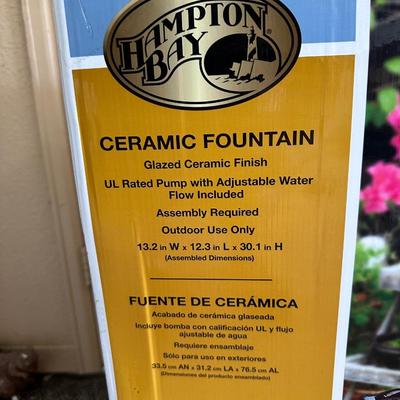 HAMPTON
BAY
CERAMIC FOUNTAIN
Glazed Ceramic Finish
UL Rated Pump with Adjustable Water
Flow Included
Assembly Required
Outdoor Use Only
13.2 in W x 12.3 in L x 30.1 in H
(Assembled Dimensions)
FUENTE DE CERÁMICA
Acabado de cerámica glaseada
Incluye bomba con calificación UL y flujo
ajustable de agua
Requiere ensamblaje
Sólo para uso en exteriores
33.5 cm AN x 31.2 cm LA x 76.5 cm AL
(Dimensiones del producto ensamblado)